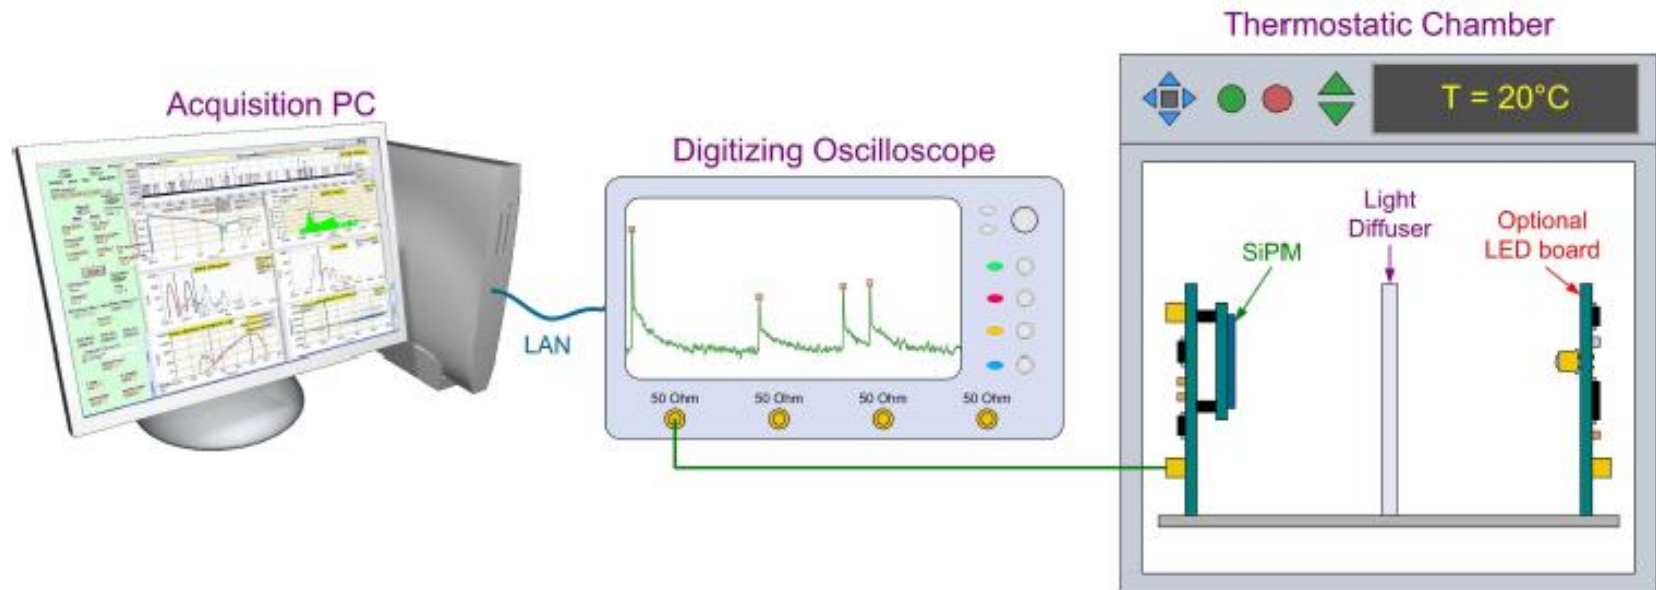 Thermostatic Chamber
T = 20°C
Acquisition PC
Digitizing Oscilloscope
Light
Diffuser
Optional
LED board
SiPM
LAN
50 Ohm
50 Ohm
50 Ohm
50 Ohm